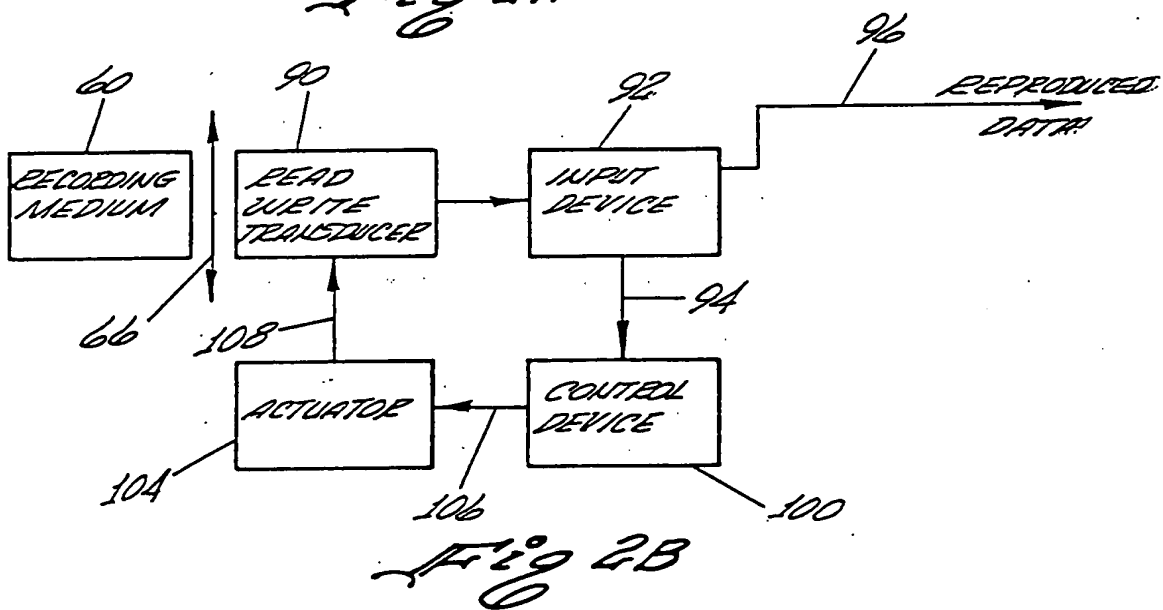 60
90
92
96
REPRODUCED
DATA
RECORDING
MEDIUM
READ
WRITE
TRANSDUCER
INPUT
DEVICE
66
108
94
ACTUATOR
CONTROL
DEVICE
104
106
100
Fig 2B